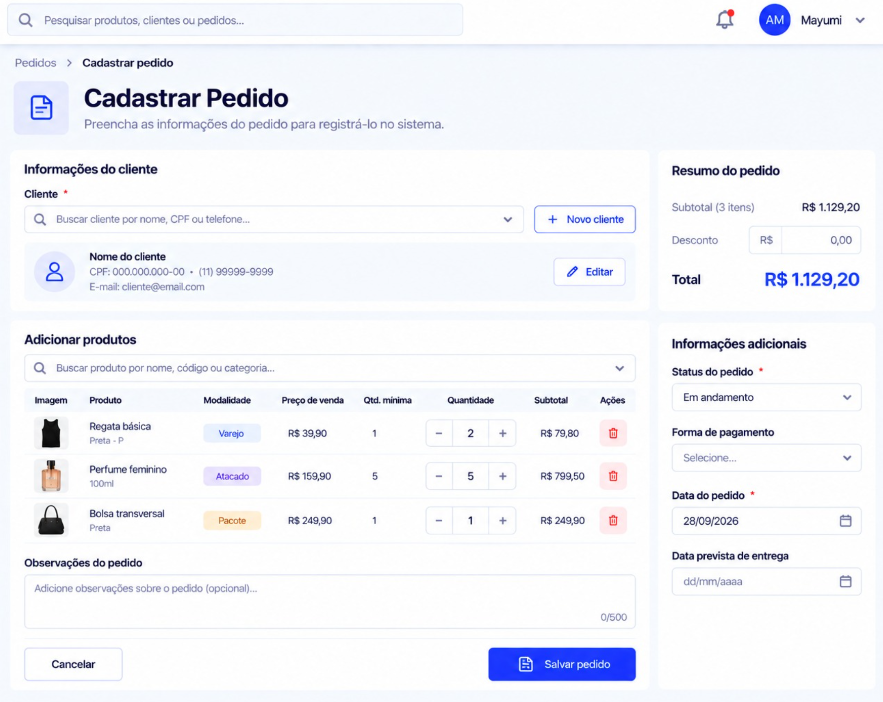 Pesquisar produtos, clientes ou pedidos...
AM Mayumi
Pedidos > Cadastrar pedido
Cadastrar Pedido
Preencha as informações do pedido para registrá-lo no sistema.
Informações do cliente
Cliente *
Buscar cliente por nome, CPF ou telefone...
+ Novo cliente
Nome do cliente
CPF: 000.000.000-00 • (11) 99999-9999
E-mail: cliente@email.com
Editar
Adicionar produtos
Buscar produto por nome, código ou categoria...
Imagem Produto Modalidade Preço de venda Qtd. mínima Quantidade Subtotal Ações
Regata básica
Preta - P
Varejo R$ 39,90 1 − 2 + R$ 79,80
Perfume feminino
100ml
Atacado R$ 159,90 5 − 5 + R$ 799,50
Bolsa transversal
Preta
Pacote R$ 249,90 1 − 1 + R$ 249,90
Observações do pedido
Adicione observações sobre o pedido (opcional)...
0/500
Cancelar
Salvar pedido
Resumo do pedido
Subtotal (3 itens) R$ 1.129,20
Desconto R$ 0,00
Total R$ 1.129,20
Informações adicionais
Status do pedido *
Em andamento
Forma de pagamento
Selecione...
Data do pedido *
28/09/2026
Data prevista de entrega
dd/mm/aaaa